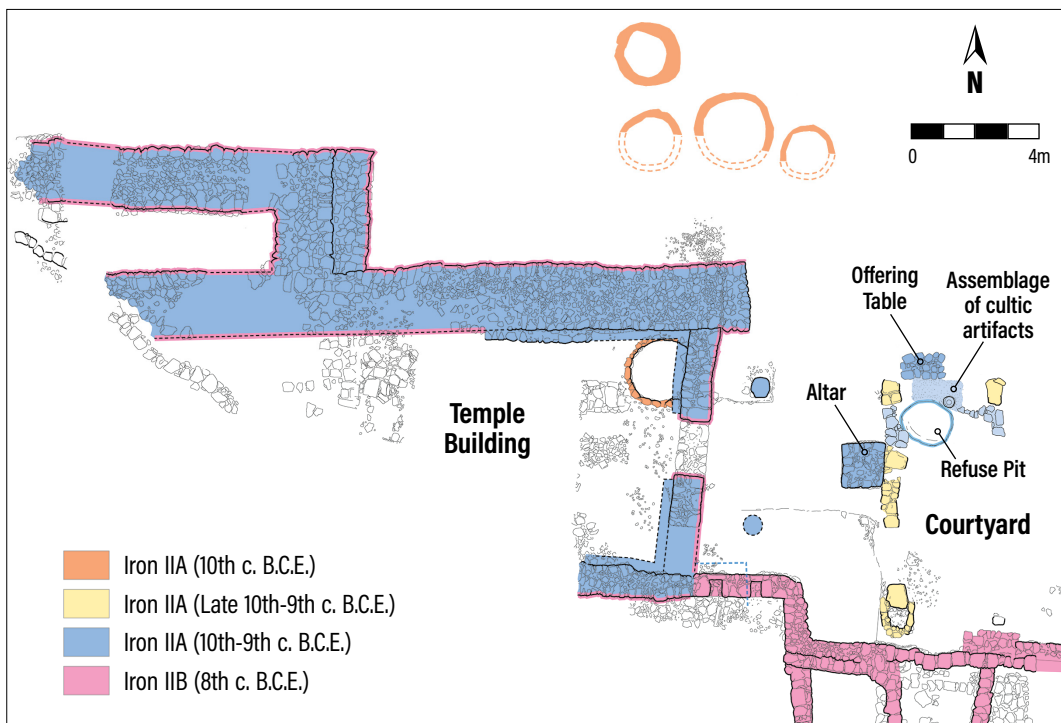 N
0 4m
Offering
Table
Assemblage
of cultic
artifacts
Altar
Temple
Building
Refuse Pit
Courtyard
Iron IIA (10th c. B.C.E.)
Iron IIA (Late 10th-9th c. B.C.E.)
Iron IIA (10th-9th c. B.C.E.)
Iron IIB (8th c. B.C.E.)